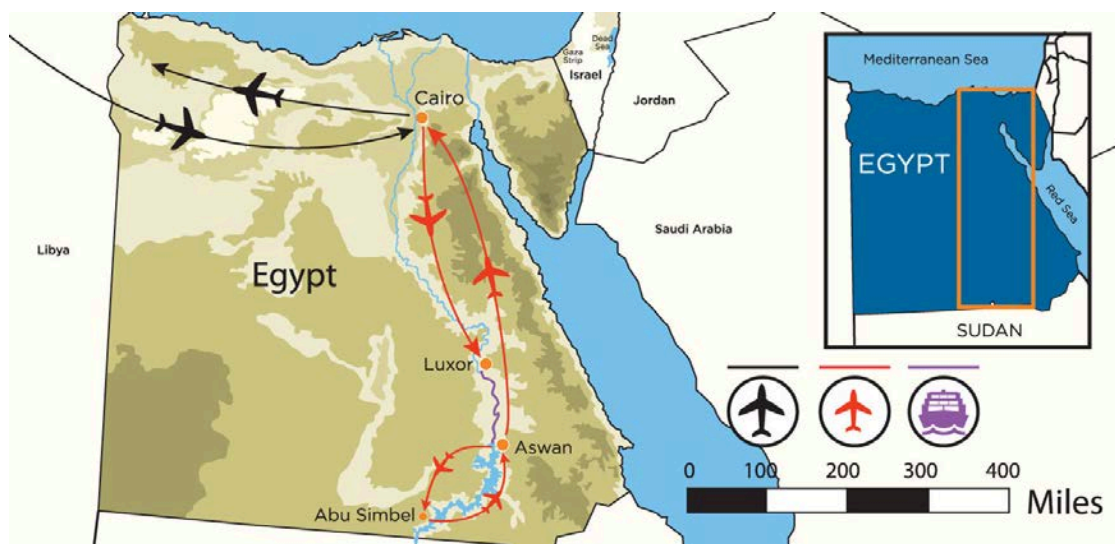 Dead
Sea
Gaza
Strip
Israel
Jordan
Cairo
Libya
Saudi Arabia
Egypt
Luxor
Aswan
Abu Simbel
Mediterranean Sea
EGYPT
Red Sea
SUDAN
0 100 200 300 400
Miles